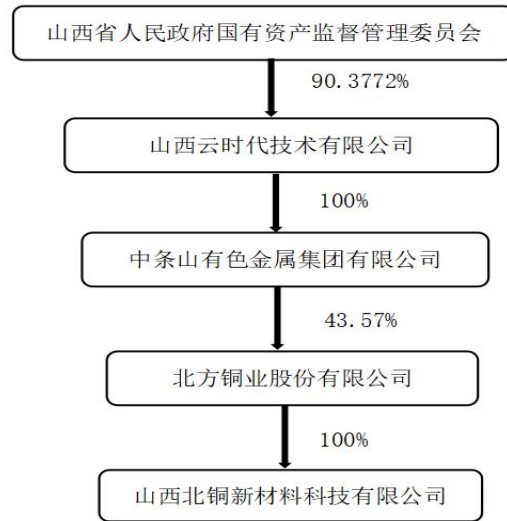 山西省人民政府国有资产监督管理委员会
90.3772%
山西云时代技术有限公司
100%
中条山有色金属集团有限公司
43.57%
北方铜业股份有限公司
100%
山西北铜新材料科技有限公司